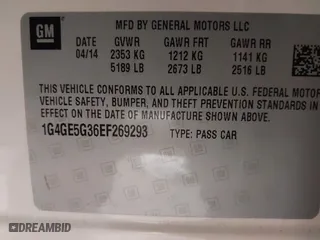 GM
MFD BY GENERAL MOTORS LLC
DATE GVWR GAWR FRT GAWR RR
04/14 2353 KG 1212 KG 1141 KG
5189 LB 2673 LB 2516 LB
THIS VEHICLE CONFORMS TO ALL APPLICABLE U.S. FEDERAL MOTOR
VEHICLE SAFETY, BUMPER, AND THEFT PREVENTION STANDARDS IN
EFFECT ON THE DATE OF MANUFACTURE SHOWN ABOVE.
1G4GE5G36EF269293 TYPE: PASS CAR
DREAMBID